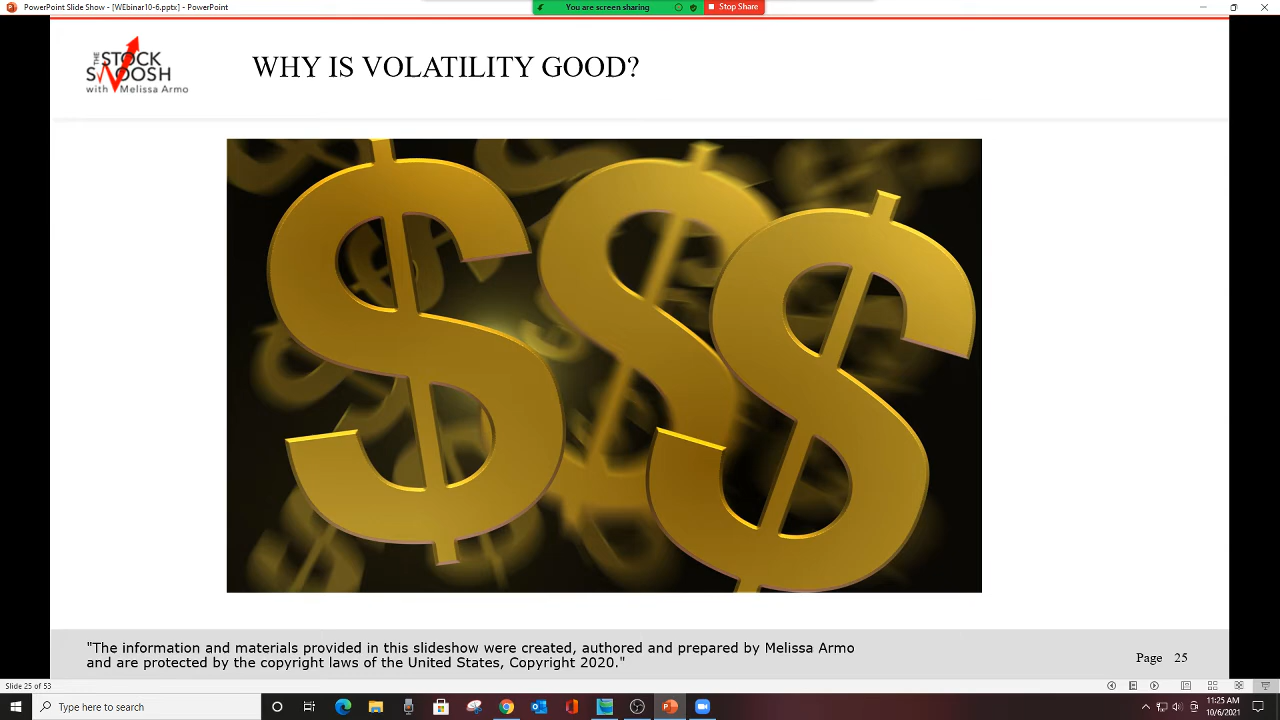 PowerPoint Slide Show - [WEbinar10-6.pptx] - PowerPoint
You are screen sharing
Stop Share
THE STOCK
SWOOSH
with Melissa Armo
WHY IS VOLATILITY GOOD?
"The information and materials provided in this slideshow were created, authored and prepared by Melissa Armo
and are protected by the copyright laws of the United States, Copyright 2020."
Page 25
Slide 25 of 53
Type here to search
11:25 AM
10/6/2021